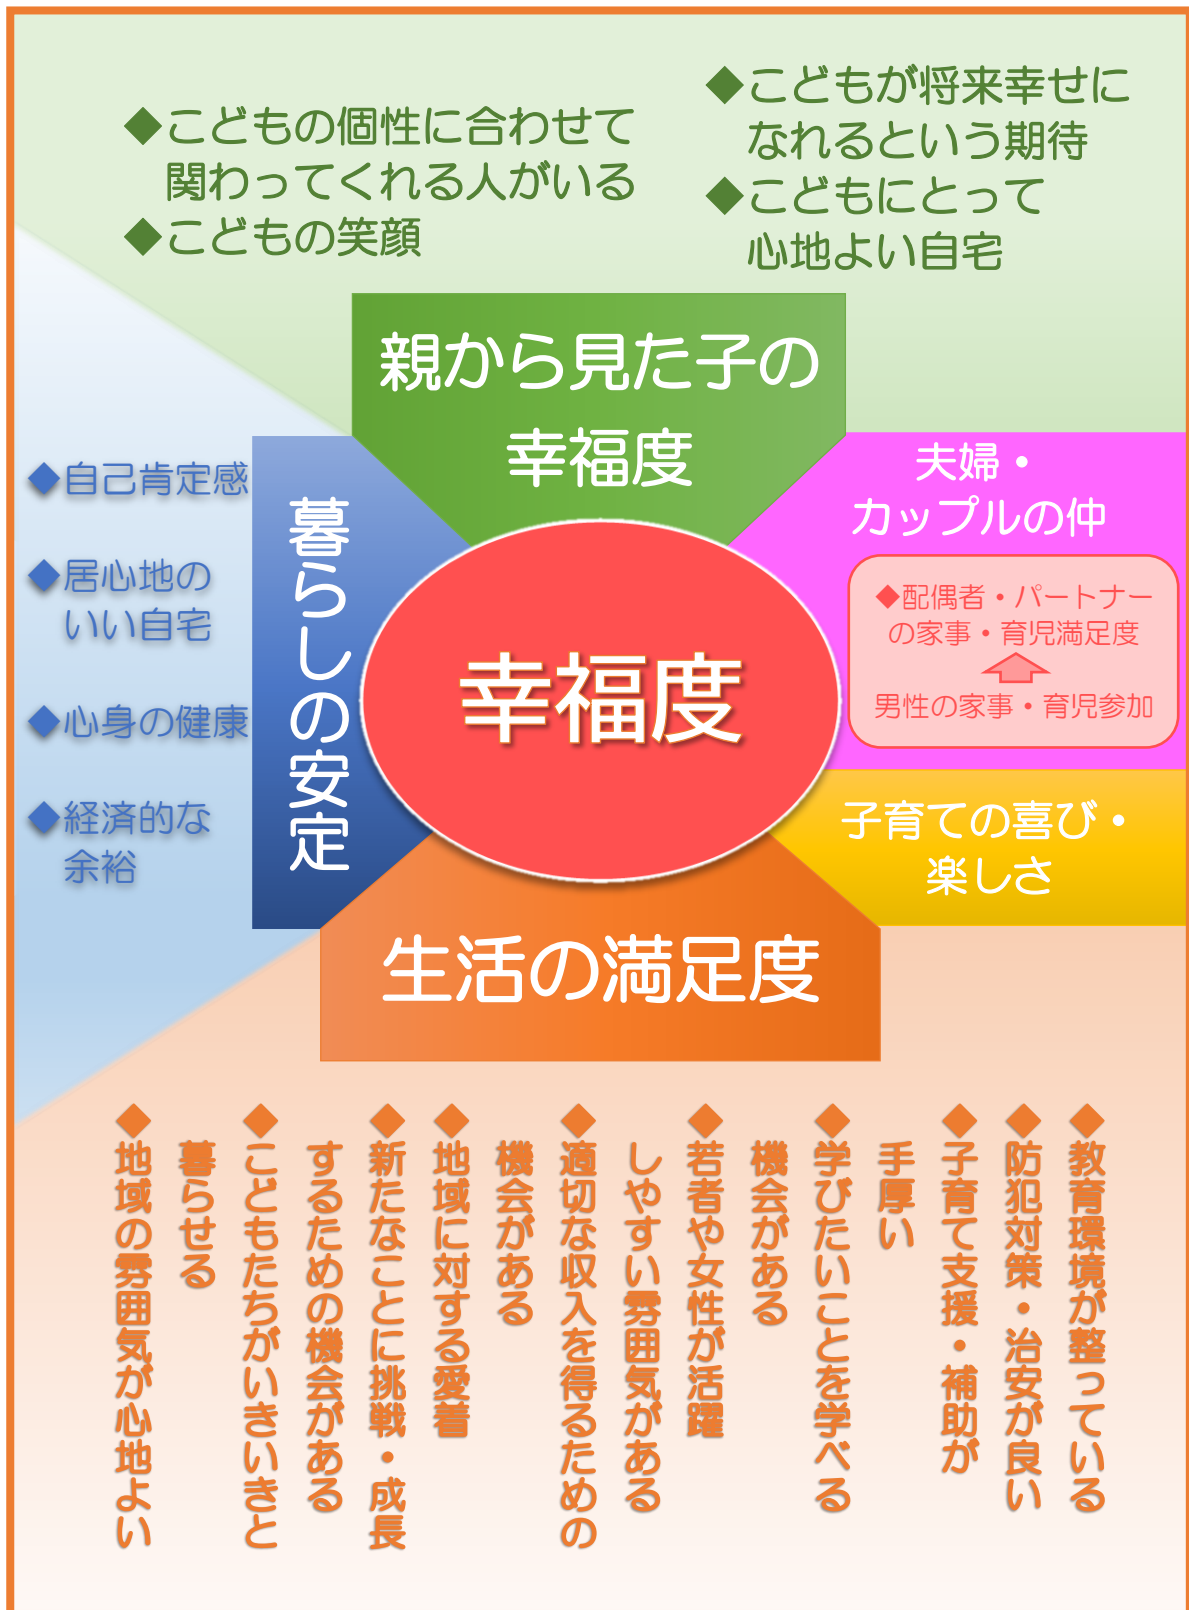 ◆こどもの個性に合わせて
関わってくれる人がいる
◆こどもの笑顔
◆こどもが将来幸せに
なれるという期待
◆こどもにとって
心地よい自宅
親から見た子の
幸福度
◆自己肯定感
◆居心地の
いい自宅
◆心身の健康
◆経済的な
余裕
暮らしの安定
幸福度
夫婦・
カップルの仲
◆配偶者・パートナー
の家事・育児満足度
男性の家事・育児参加
子育ての喜び・
楽しさ
生活の満足度
◆教育環境が整っている
◆防犯対策・治安が良い
◆子育て支援・補助が
手厚い
◆学びたいことを学べる
機会がある
◆若者や女性が活躍
しやすい雰囲気がある
◆適切な収入を得るための
機会がある
◆地域に対する愛着
◆新たなことに挑戦・成長
するための機会がある
◆こどもたちがいきいきと
暮らせる
◆地域の雰囲気が心地よい